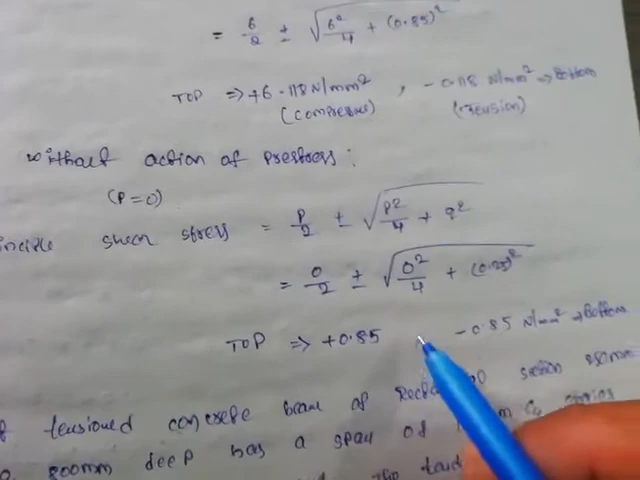 = 6/2 ± √(6²/4 + (0.85)²)
TOP ⇒ +6.118 N/mm² , -0.118 N/mm² ⇒ Bottom
(compressive) (Tension)
without action of prestress:
(P=0)
shear stress = P/2 ± √(P²/4 + q²)
= 0/2 ± √(0²/4 + (0.85)²)
TOP ⇒ +0.85 -0.85 N/mm² ⇒ Bottom
tensioned concrete beam of section
800mm deep has a span of